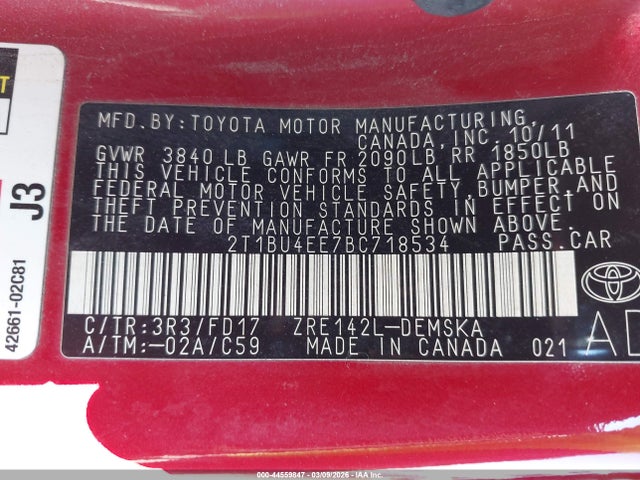 MFD.BY:TOYOTA MOTOR MANUFACTURING,
CANADA,INC. 10/11
GVWR 3840LB GAWR FR 2090LB, RR 1850LB
THIS VEHICLE CONFORMS TO ALL APPLICABLE
FEDERAL MOTOR VEHICLE SAFETY, BUMPER,AND
THEFT PREVENTION STANDARDS IN EFFECT ON
THE DATE OF MANUFACTURE SHOWN ABOVE.
2T1BU4EE7BC718534 PASS.CAR
C/TR:3R3/FD17 ZRE142L-DEMSKA
A/TM:-02A/C59 MADE IN CANADA 021
TOYOTA
J3
42661-02C81
000-44559847 - 03/09/2026 - IAA Inc.